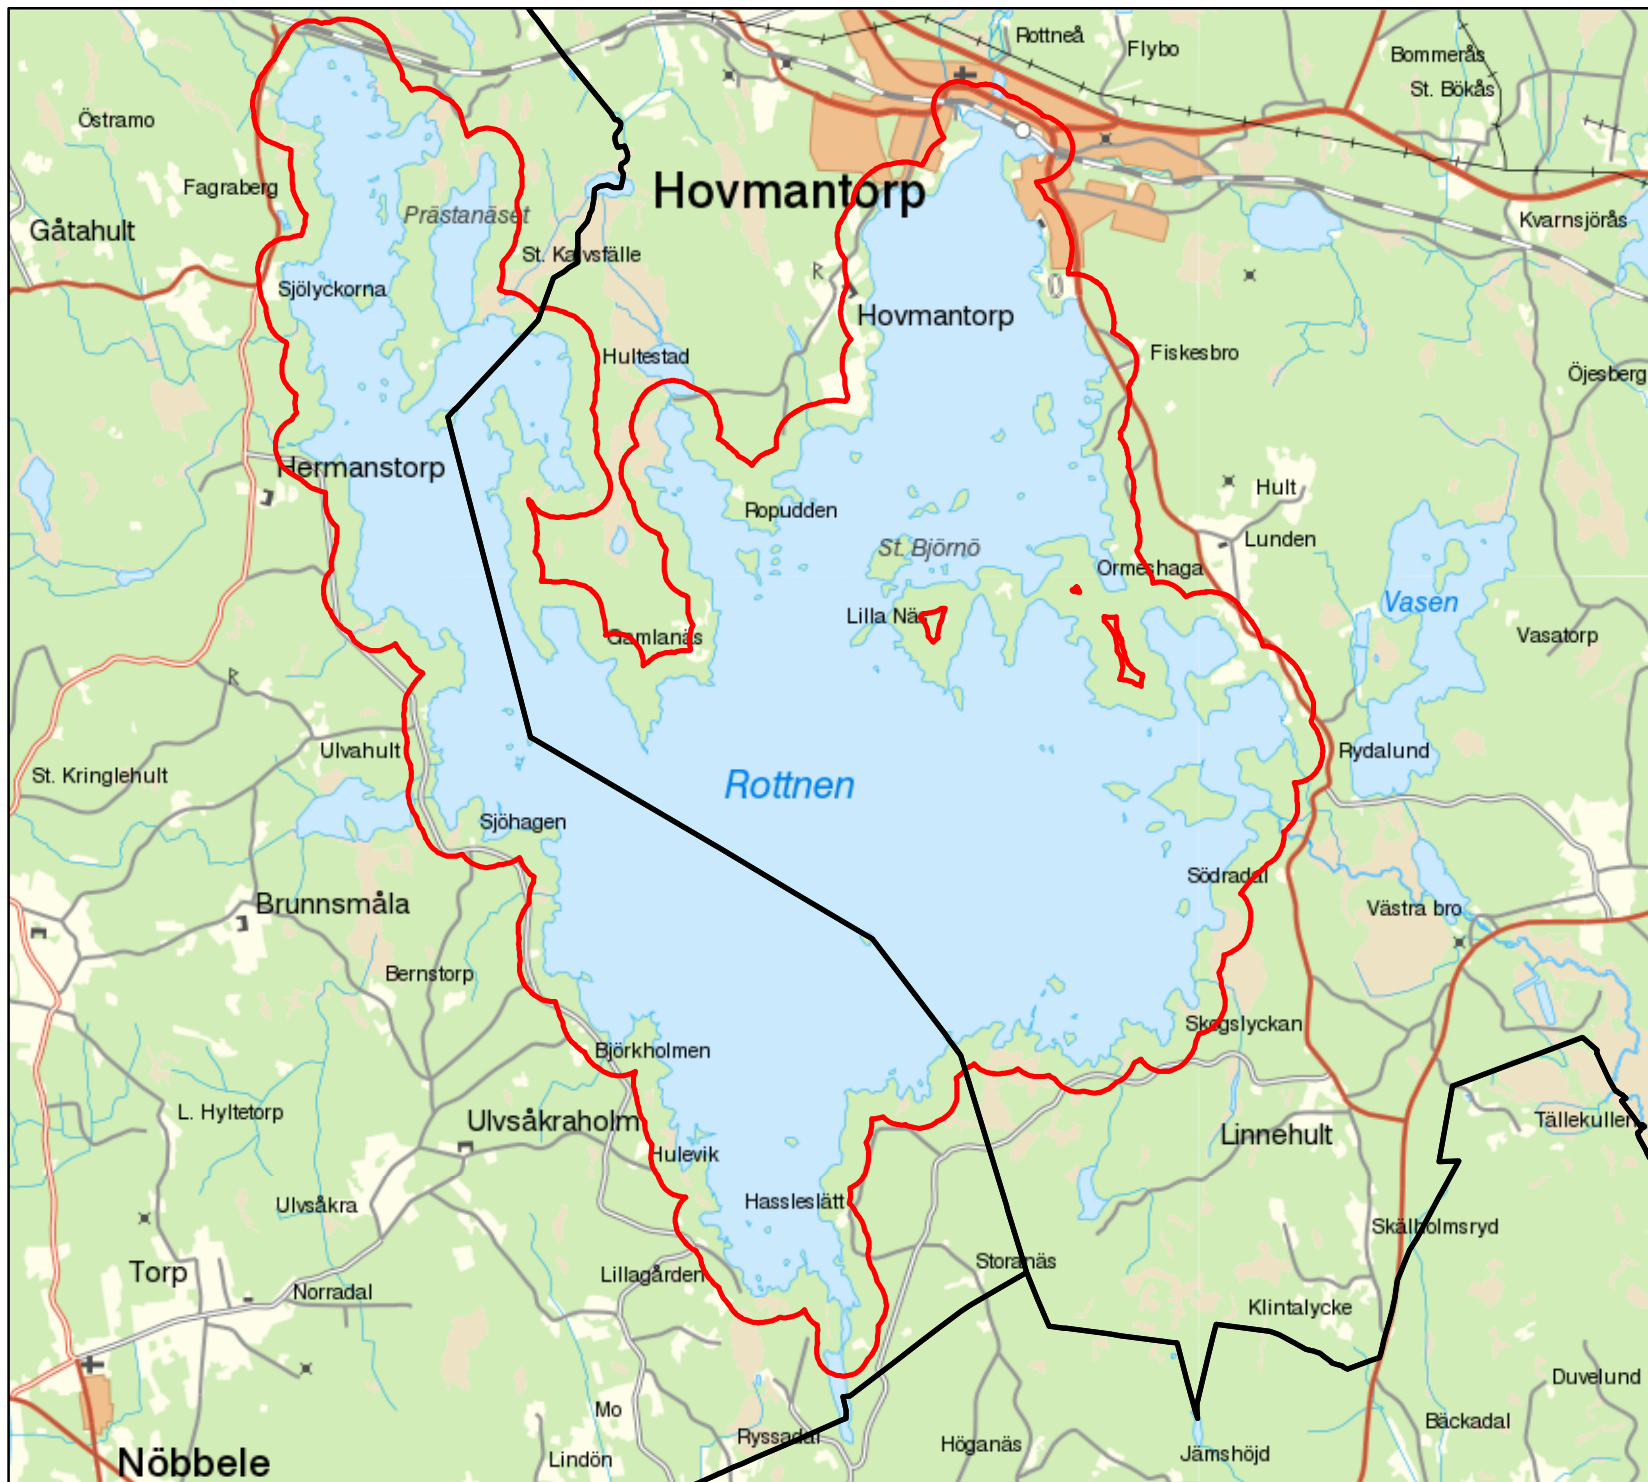 Rottneå
Flybo
Bommerås
St. Bökås
Östramo
Fagraberg
Hovmantorp
Prästanäset
Kvarnsjörås
Gåtahult
St. Kalvsfälle
Sjölyckorna
Hovmantorp
Hultestad
Fiskesbro
Öjesberg
Hermanstorp
Hult
Ropudden
Lunden
St. Björnö
Ormeshaga
Vasen
Lilla Näs
Gamlanäs
Vasatorp
Ulvahult
Rydalund
St. Kringlehult
Rottnen
Sjöhagen
Södradal
Brunnsmåla
Västra bro
Bernstorp
Skogslyckan
Björkholmen
L. Hyltetorp
Ulvsåkraholm
Tällekullen
Linnehult
Hulevik
Ulvsåkra
Hassleslätt
Skälholmsryd
Storanäs
Torp
Lillagården
Norradal
Klintalycke
Duvelund
Mo
Bäckadal
Ryssadal
Höganäs
Jämshöjd
Nöbbele
Lindön